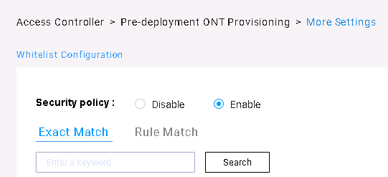 Access Controller > Pre-deployment ONT Provisioning > More Settings
Whitelist Configuration
Security policy : Disable Enable
Exact Match Rule Match
Enter a keyword Search